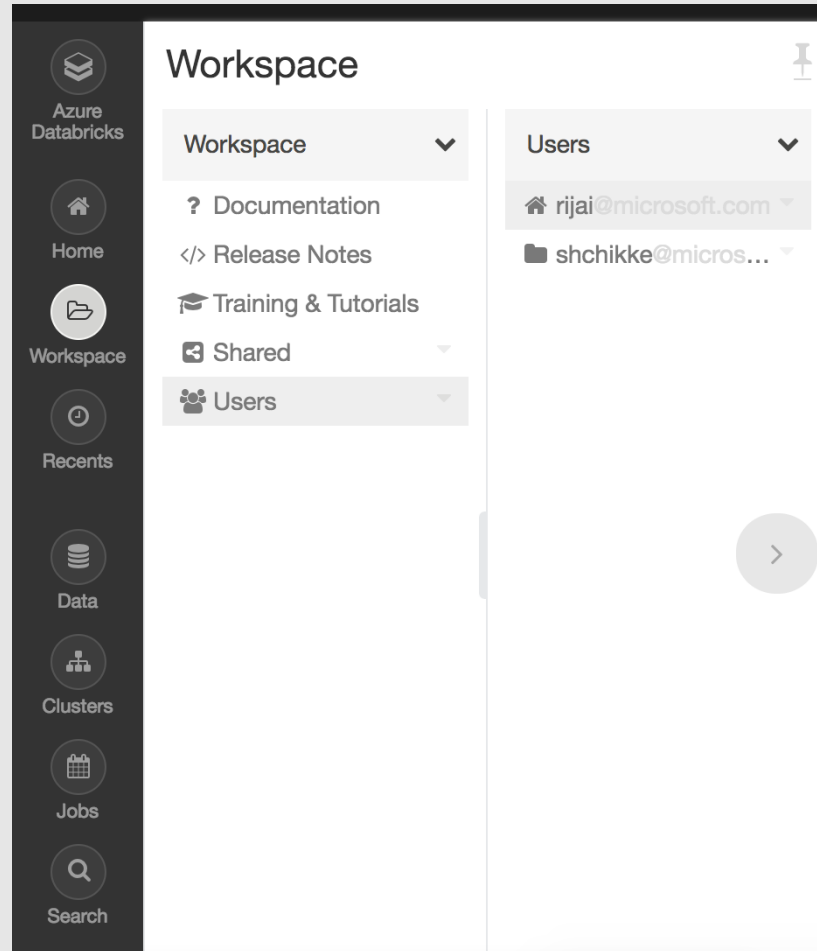 Azure
Databricks
Home
Workspace
Recents
Data
Clusters
Jobs
Search
Workspace
Workspace
? Documentation
</> Release Notes
Training & Tutorials
Shared
Users
Users
rijai@microsoft.com
shchikke@micros...